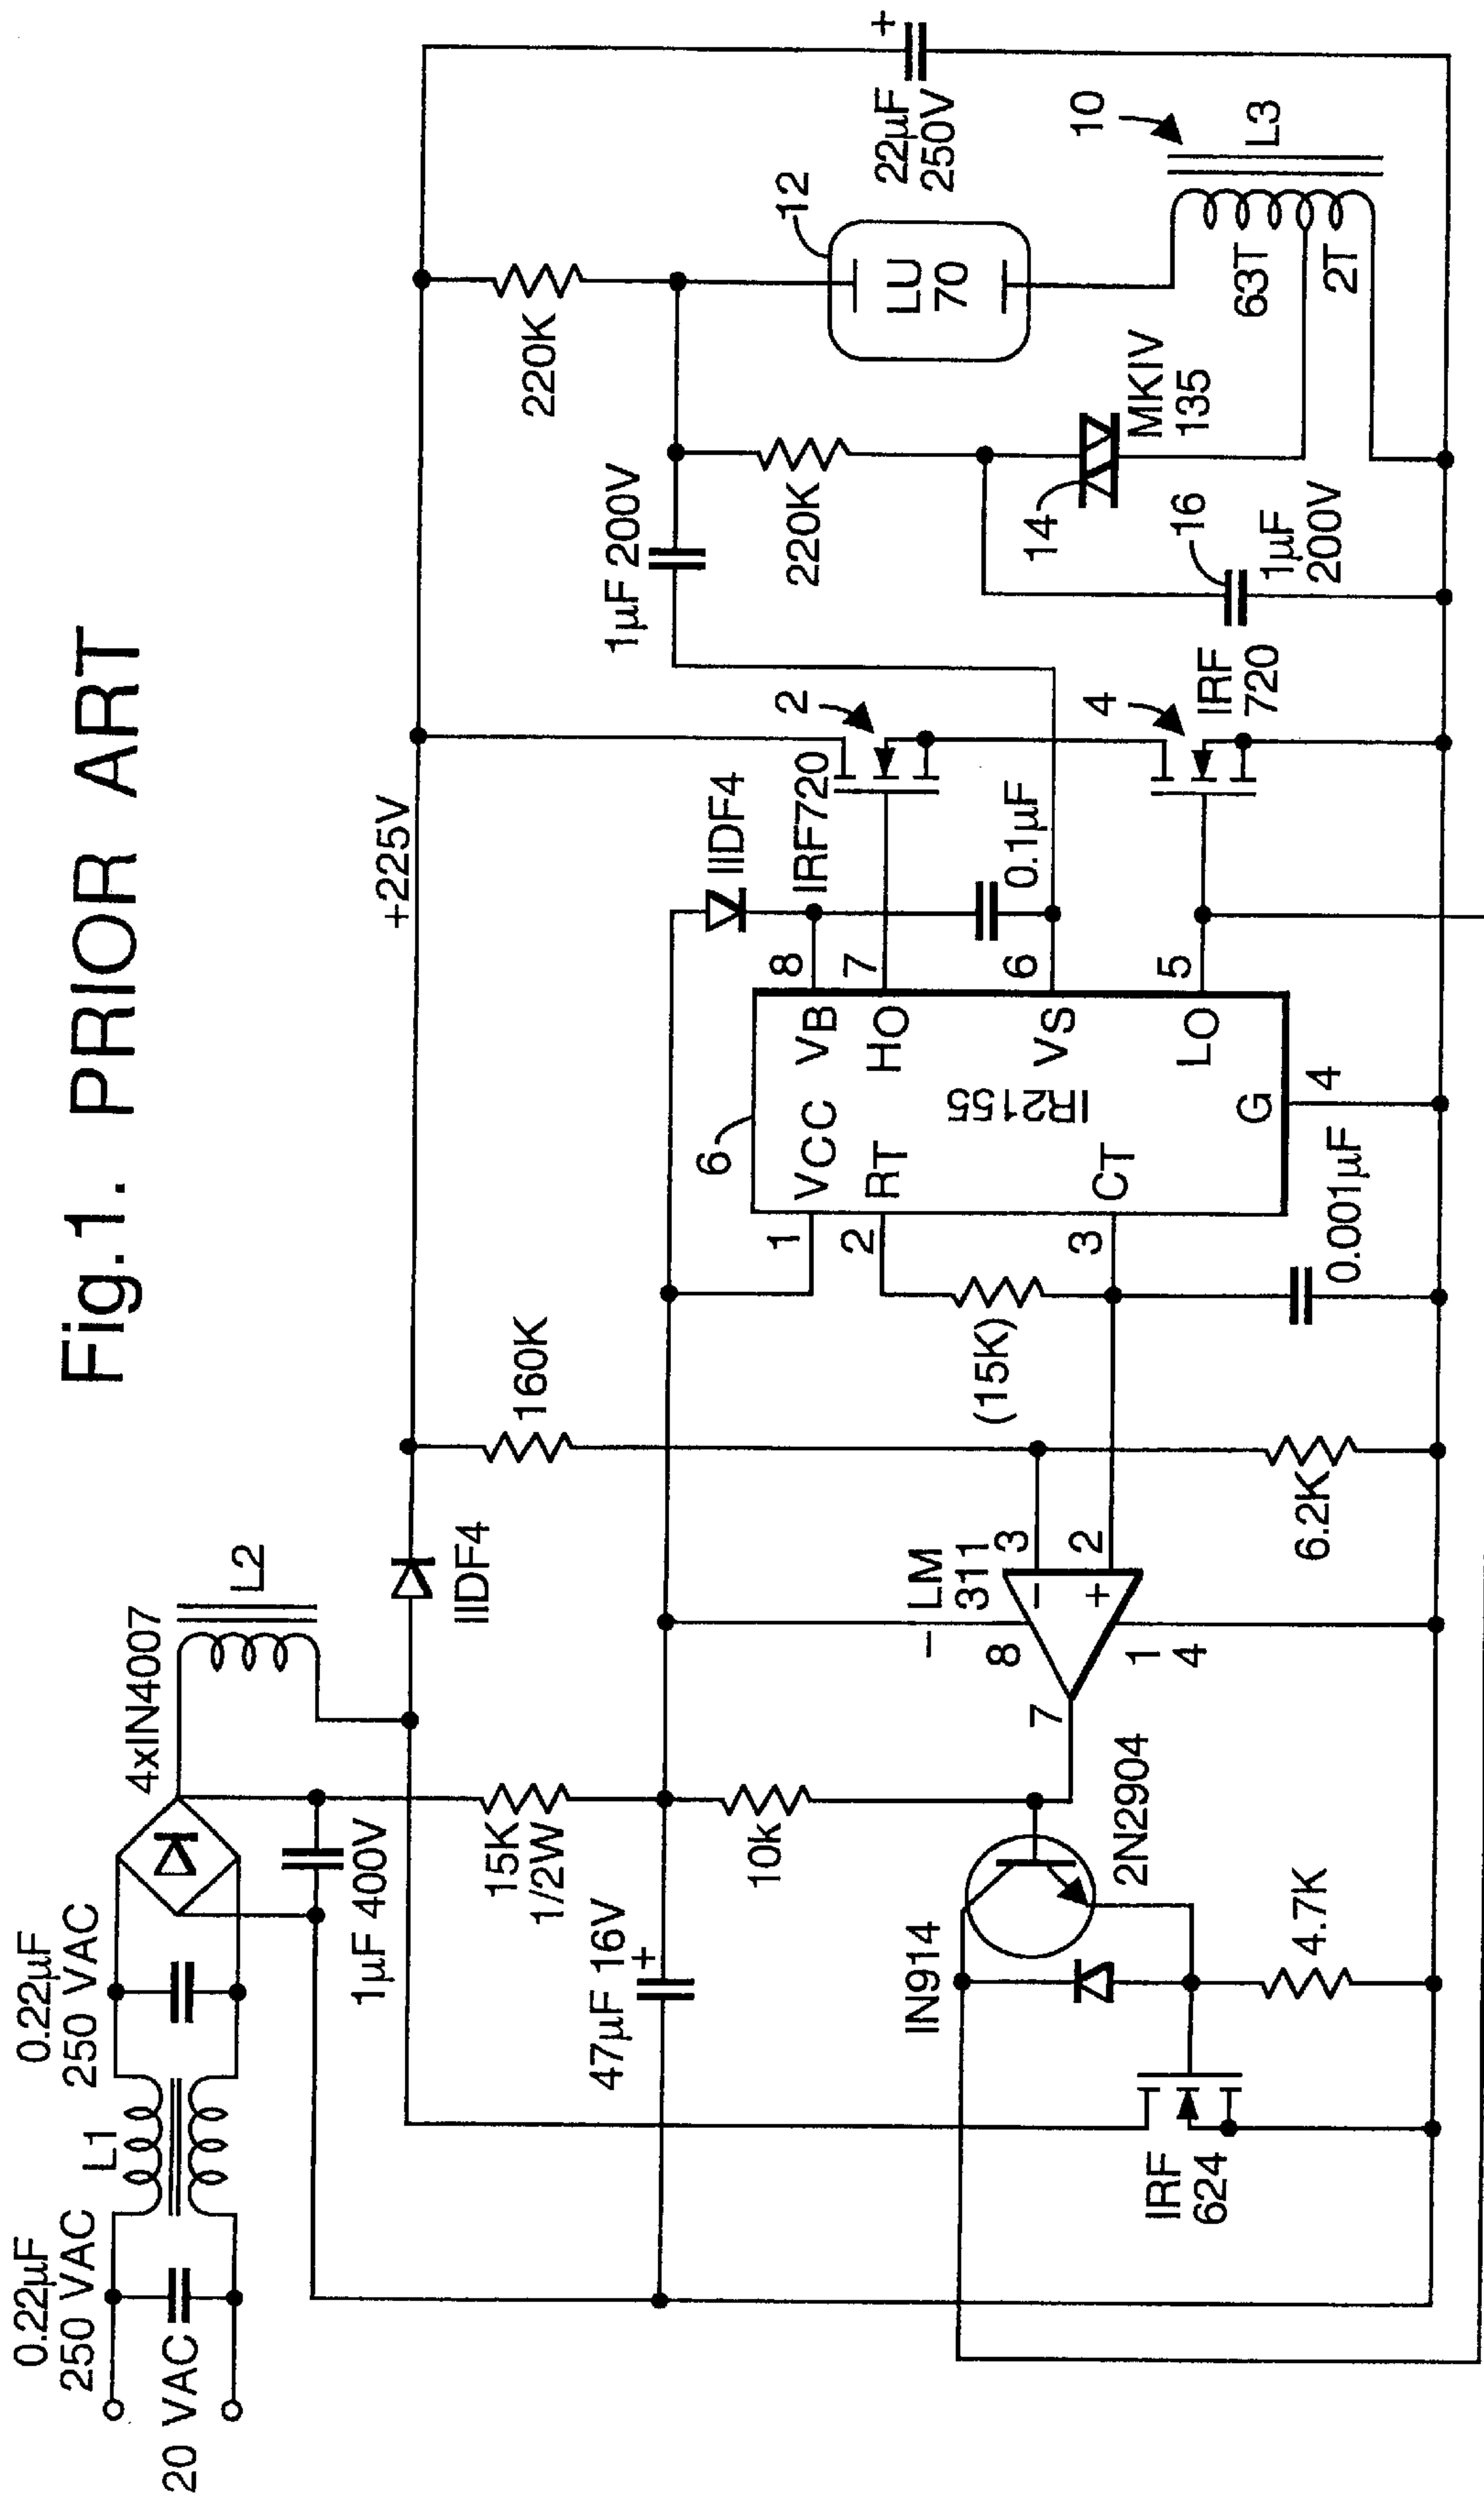 Fig.1. PRIOR ART
0.22µF
250 VAC
0.22µF
250 VAC
L1
20 VAC
4xIN4007
L2
1µF 400V
IIDF4
+225V
15K
1/2W
160K
47µF 16V
+
10k
IN914
2N2904
4.7K
IRF
624
LM
311
−
8
3
2
−
+
7
1
4
6.2K
(15K)
0.001µF
6
1
2
3
VCC
RT
CT
IR2155
VB
HO
VS
LO
G
4
8
7
6
5
IIDF4
IRF720
0.1µF
2
4
IRF
720
1µF 200V
220K
220K
12
LU
70
14
MKIV
135
16
1µF
200V
63T
2T
10
L3
22µF
250V
+